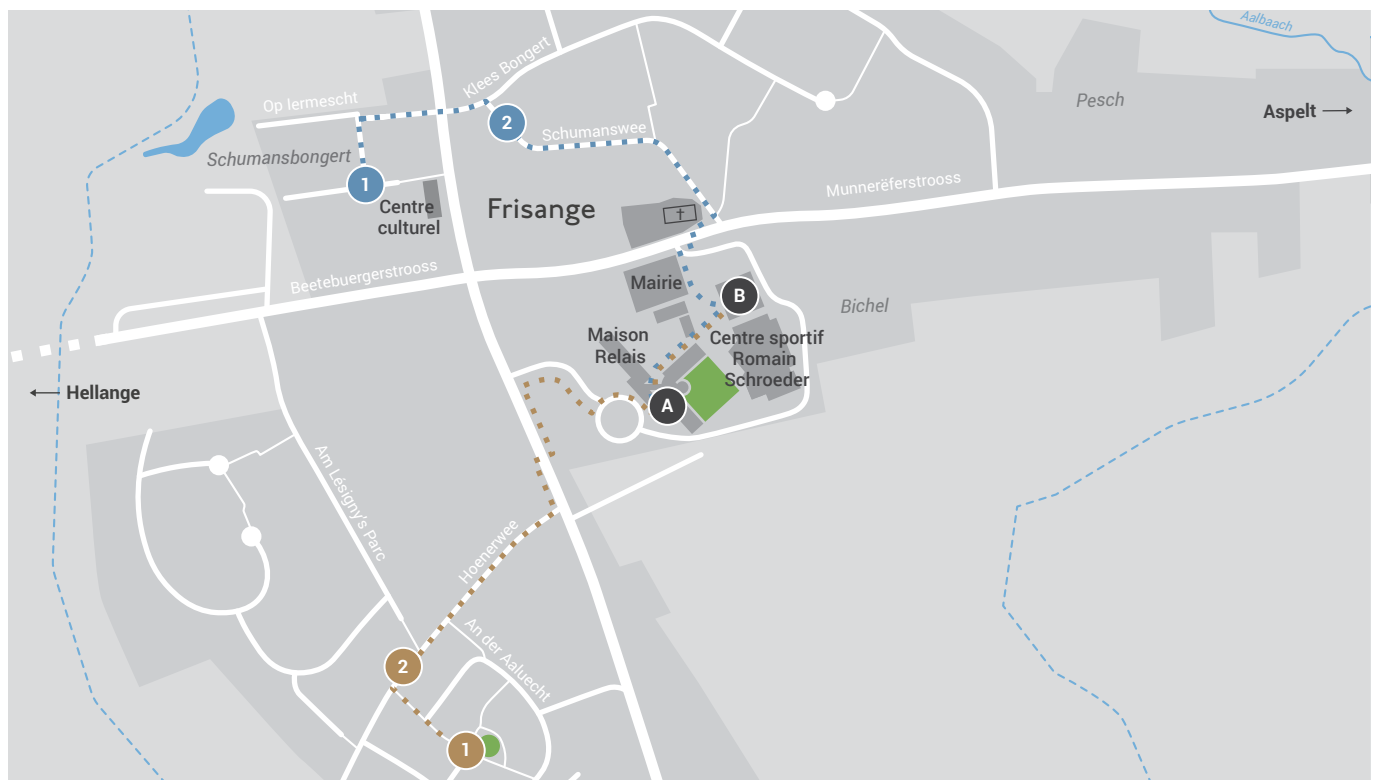 Aalbaach
Klees Bongert
Op Iermescht
Pesch
Aspelt
2
Schumanswee
Schumansbongert
1
Munnerëferstrooss
Centre
culturel
Frisange
Beetebuergerstrooss
Mairie
B
Bichel
Maison
Relais
Centre sportif
Romain
Schroeder
Hellange
A
Am Lésigny's Parc
Hoenerwee
An der Aaluecht
2
1